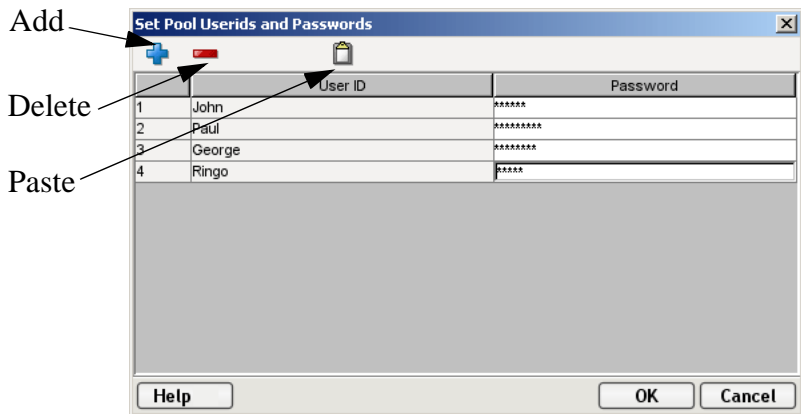 Add
Set Pool Userids and Passwords
Delete
Paste
User ID Password
1 John ******
2 Paul *********
3 George ********
4 Ringo *****
Help OK Cancel